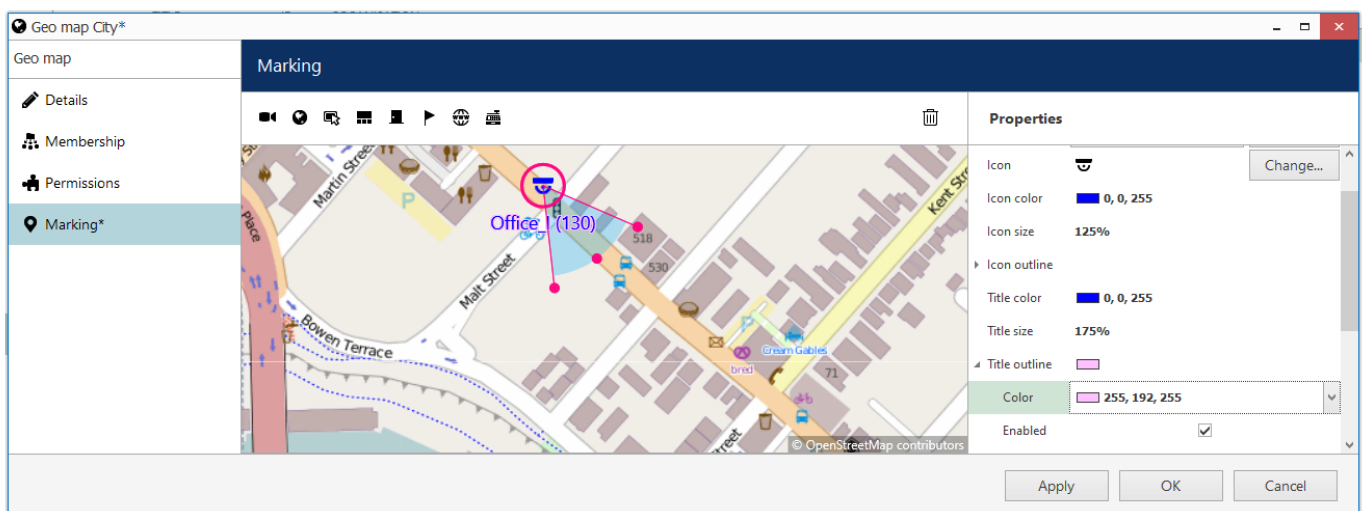 Geo map City*
Geo map
Marking
Details
Membership
Permissions
Marking*
Properties
Icon
Change...
Icon color 0, 0, 255
Icon size 125%
Icon outline
Title color 0, 0, 255
Title size 175%
Title outline
Color 255, 192, 255
Enabled
Martin Street
Place
P
Office_I (130)
518
530
Kent Str
Malt Street
Bowen Terrace
P
Cream Gables
bred
71
reet
© OpenStreetMap contributors
Apply OK Cancel